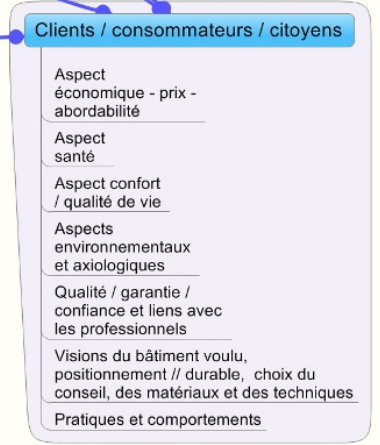 Clients / consommateurs / citoyens
Aspect
économique - prix -
abordabilité
Aspect
santé
Aspect confort
/ qualité de vie
Aspects
environnementaux
et axiologiques
Qualité / garantie /
confiance et liens avec
les professionnels
Visions du bâtiment voulu,
positionnement // durable, choix du
conseil, des matériaux et des techniques
Pratiques et comportements